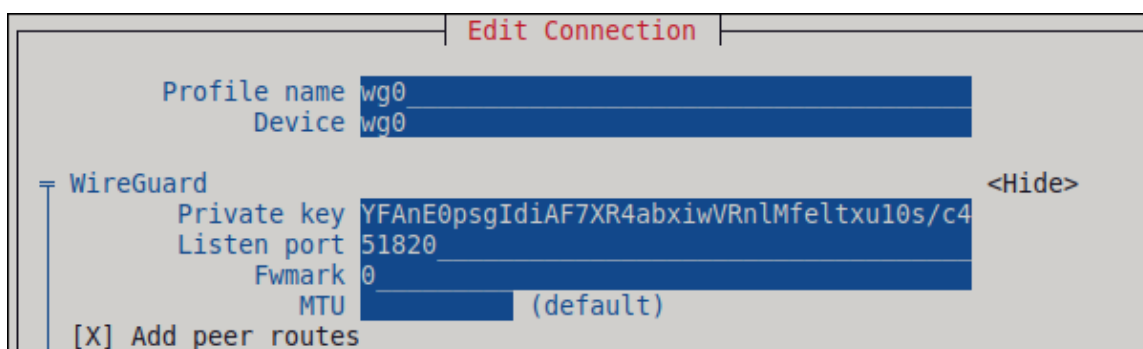 Edit Connection
Profile name wg0
Device wg0
WireGuard <Hide>
Private key YFAnE0psgIdiAF7XR4abxiwVRnlMfeltxu10s/c4
Listen port 51820
Fwmark 0
MTU (default)
[X] Add peer routes